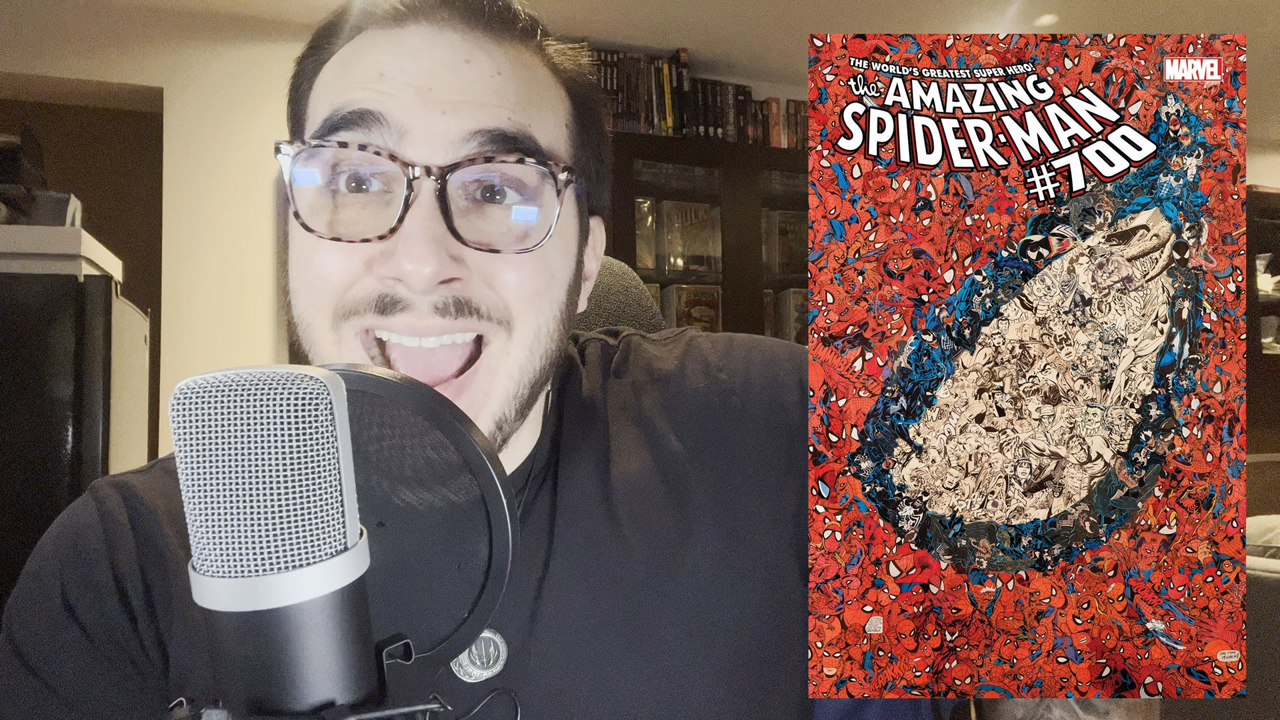 THE WORLD'S GREATEST SUPER HERO!
the AMAZING
SPIDER-MAN
#700
MARVEL